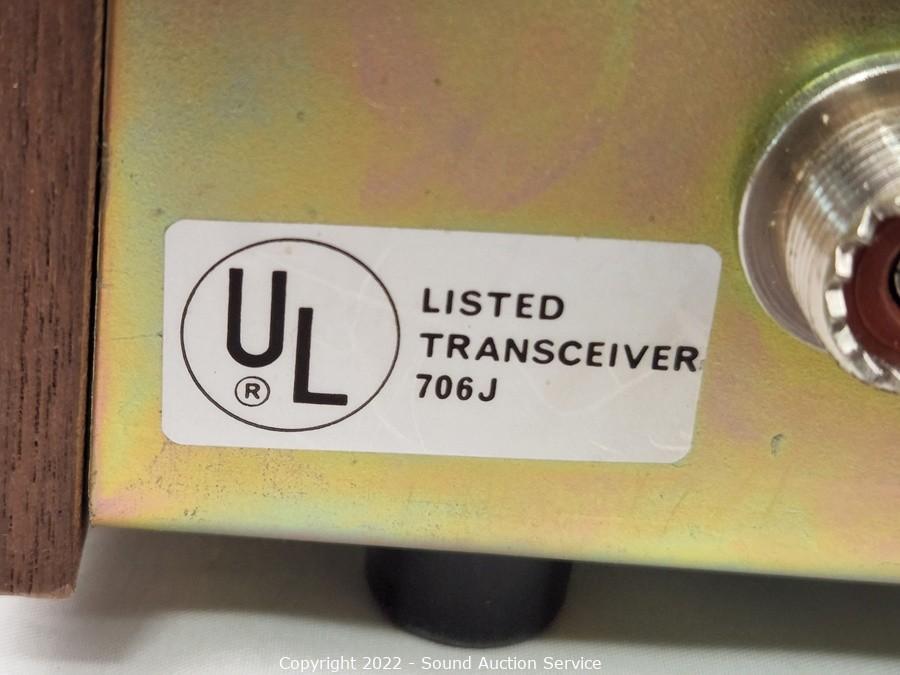 UL
®
LISTED
TRANSCEIVER
706J
Copyright 2022 - Sound Auction Service